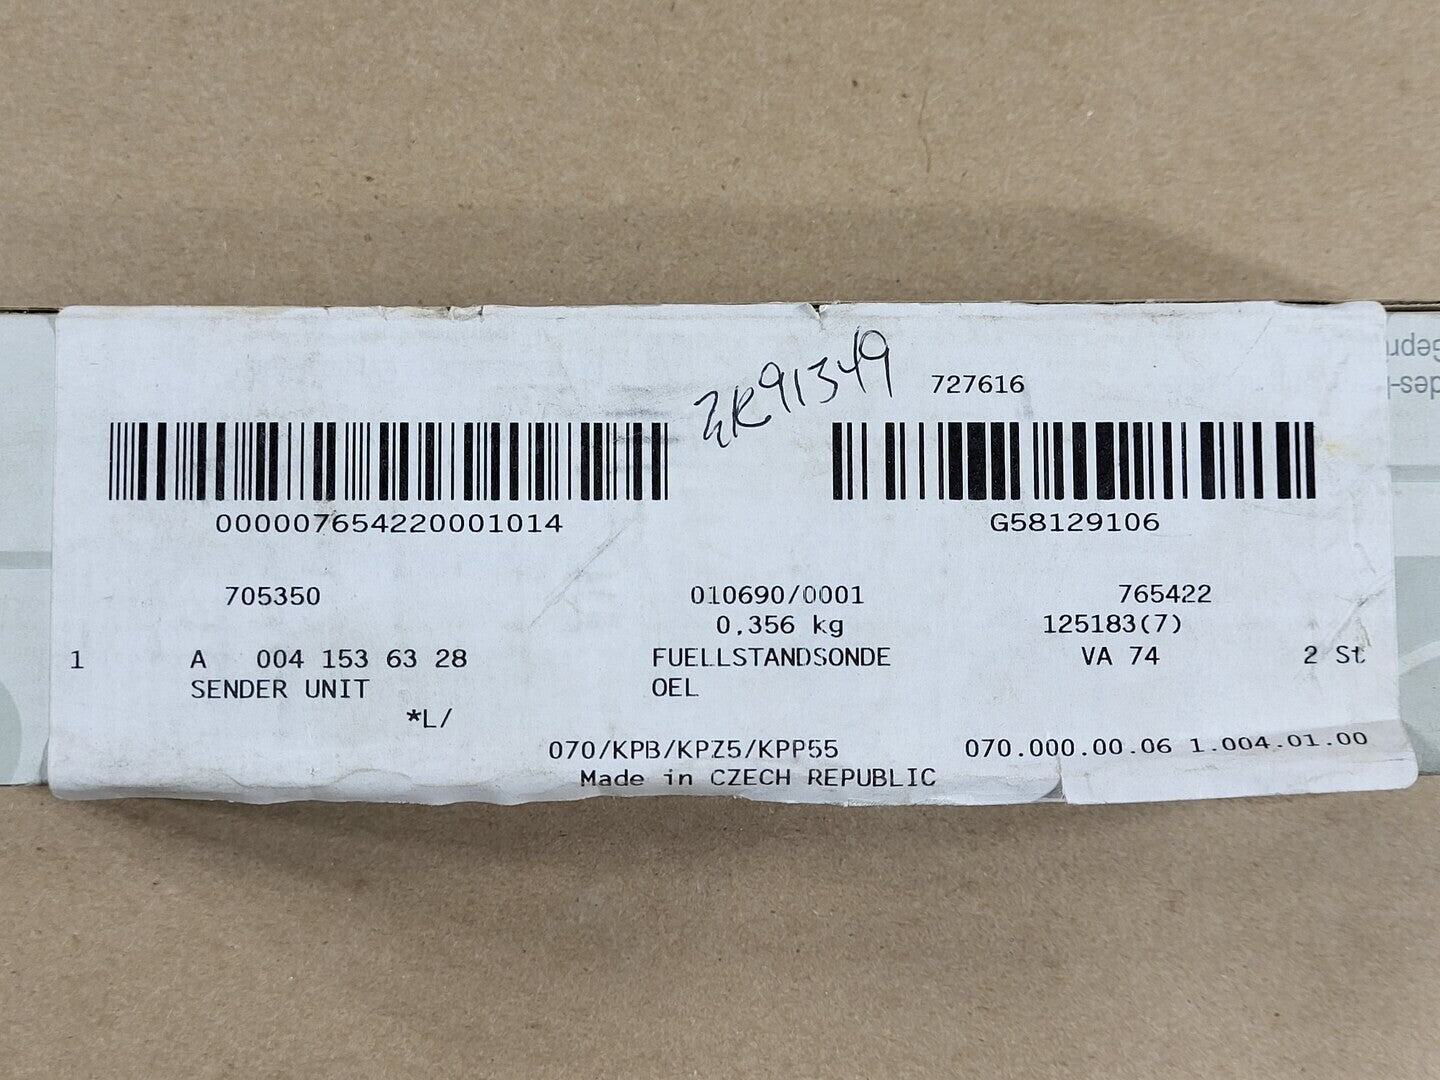 ZR91349
727616
0000076542200001014
G58129106
705350
010690/0001
765422
0,356 kg
125183(7)
1 A 004 153 63 28 FUELLSTANDSONDE VA 74 2 St
SENDER UNIT OEL
*L/
070/KPB/KPZ5/KPP55 070.000.00.06 1.004.01.00
Made in CZECH REPUBLIC